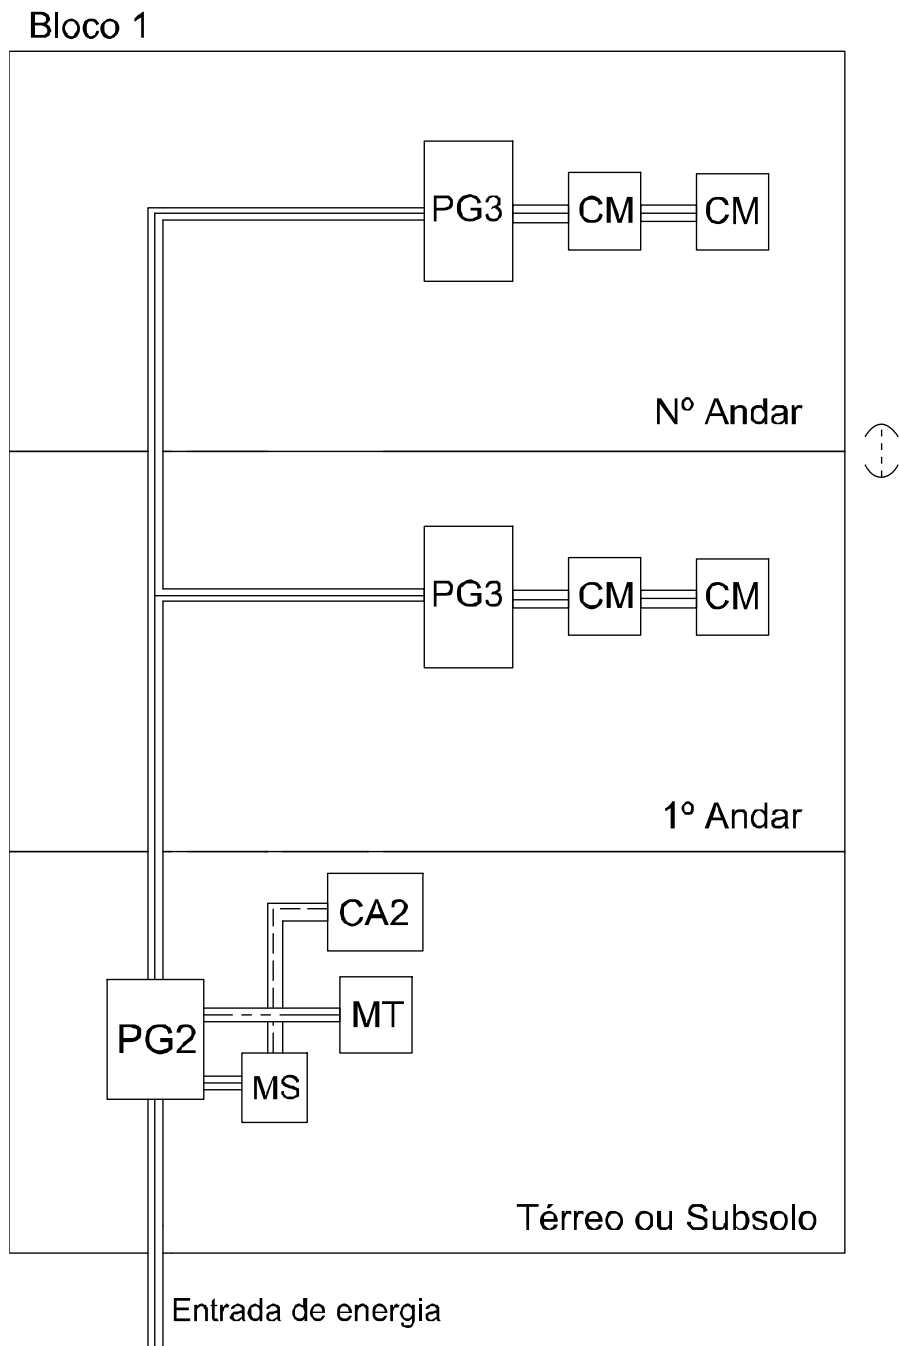 Bloco 1
PG3 CM CM
Nº Andar
PG3 CM CM
1º Andar
CA2
MT
PG2
MS
Térreo ou Subsolo
Entrada de energia